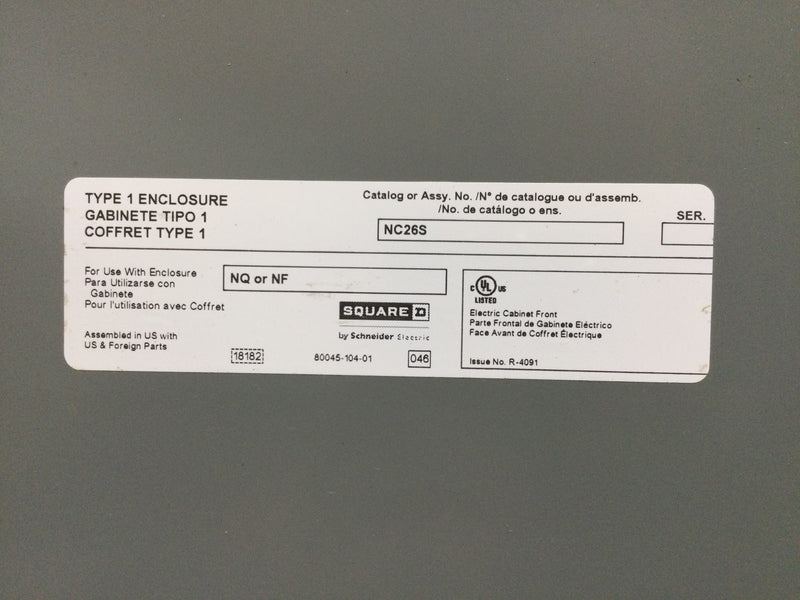 TYPE 1 ENCLOSURE
GABINETE TIPO 1
COFFRET TYPE 1
Catalog or Assy. No. /N° de catalogue ou d'assemb.
/No. de catálogo o ens.
NC26S
SER.
For Use With Enclosure
Para Utilizarse con
Gabinete
Pour l'utilisation avec Coffret
NQ or NF
SQUARE D
by Schneider Electric
Assembled in US with
US & Foreign Parts
18182
80045-104-01
046
C UL US
LISTED
Electric Cabinet Front
Parte Frontal de Gabinete Eléctrico
Face Avant de Coffret Électrique
Issue No. R-4091